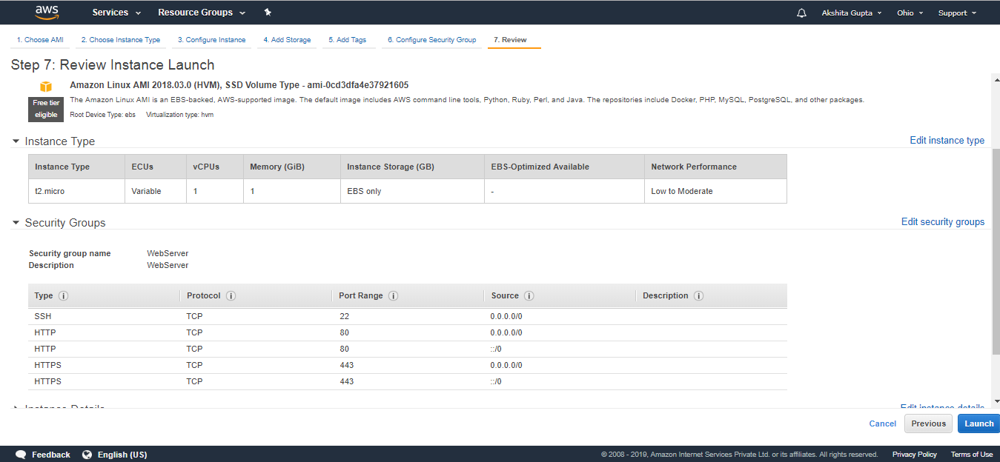 aws Services Resource Groups Akshita Gupta Ohio Support
1. Choose AMI 2. Choose Instance Type 3. Configure Instance 4. Add Storage 5. Add Tags 6. Configure Security Group 7. Review
Step 7: Review Instance Launch
Amazon Linux AMI 2018.03.0 (HVM), SSD Volume Type - ami-0cd3dfa4e37921605
Free tier eligible
The Amazon Linux AMI is an EBS-backed, AWS-supported image. The default image includes AWS command line tools, Python, Ruby, Perl, and Java. The repositories include Docker, PHP, MySQL, PostgreSQL, and other packages.
Root Device Type: ebs Virtualization type: hvm
Instance Type Edit instance type
Instance Type ECUs vCPUs Memory (GiB) Instance Storage (GB) EBS-Optimized Available Network Performance
t2.micro Variable 1 1 EBS only - Low to Moderate
Security Groups Edit security groups
Security group name WebServer
Description WebServer
Type i Protocol i Port Range i Source i Description i
SSH TCP 22 0.0.0.0/0
HTTP TCP 80 0.0.0.0/0
HTTP TCP 80 ::/0
HTTPS TCP 443 0.0.0.0/0
HTTPS TCP 443 ::/0
Instance Details Edit instance details
Cancel Previous Launch
Feedback English (US) © 2008 - 2019, Amazon Internet Services Private Ltd. or its affiliates. All rights reserved. Privacy Policy Terms of Use